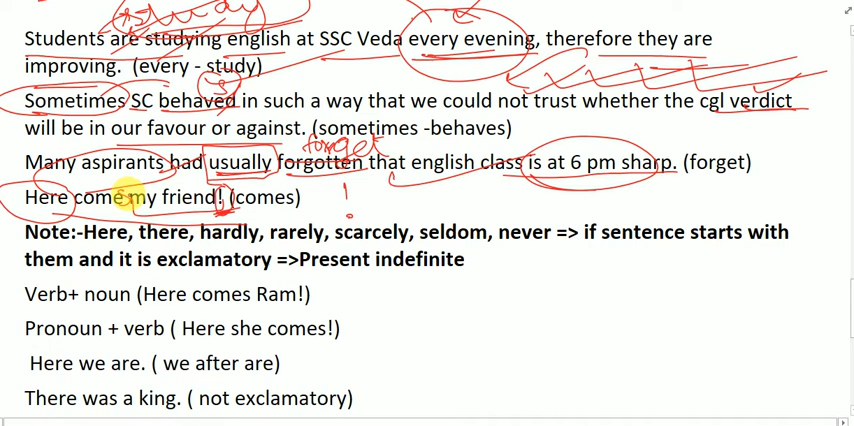 study
Students are studying english at SSC Veda every evening, therefore they are
improving. (every - study)
s
Sometimes SC behaved in such a way that we could not trust whether the cgl verdict
will be in our favour or against. (sometimes -behaves)
forget
Many aspirants had usually forgotten that english class is at 6 pm sharp. (forget)
Here come my friend! (comes)
Note:-Here, there, hardly, rarely, scarcely, seldom, never => if sentence starts with
them and it is exclamatory =>Present indefinite
Verb+ noun (Here comes Ram!)
Pronoun + verb ( Here she comes!)
Here we are. ( we after are)
There was a king. ( not exclamatory)